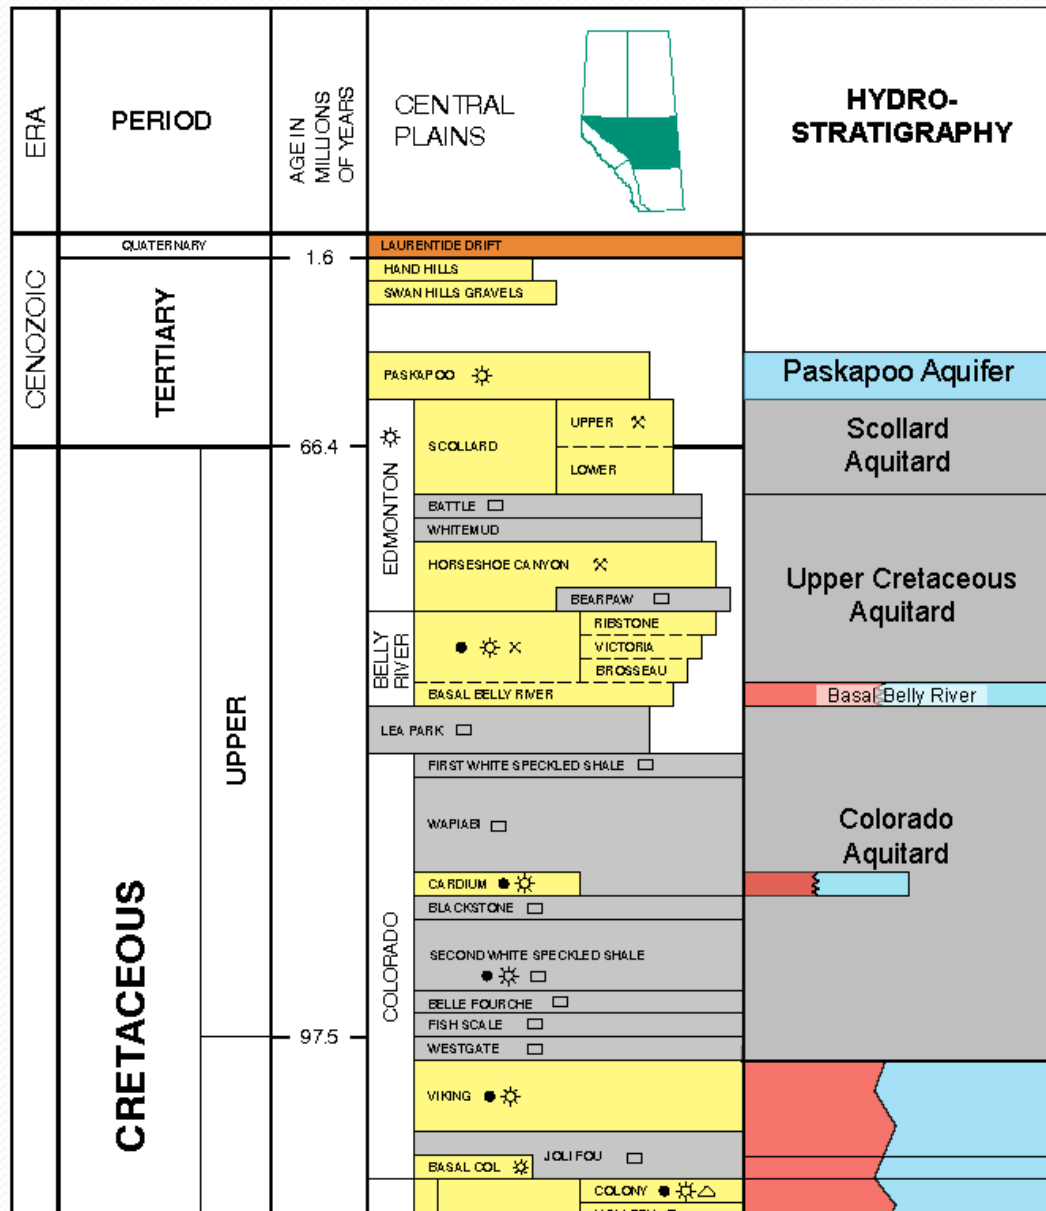 ERA
PERIOD
AGE IN
MILLIONS
OF YEARS
CENTRAL
PLAINS
HYDRO-
STRATIGRAPHY
CENOZOIC
QUATERNARY
1.6
LAURENTIDE DRIFT
HAND HILLS
SWAN HILLS GRAVELS
TERTIARY
PASKAPOO
Paskapoo Aquifer
66.4
EDMONTON
SCOLLARD
UPPER
LOWER
Scollard
Aquitard
BATTLE
WHITEMUD
HORSESHOE CANYON
BEARPAW
Upper Cretaceous
Aquitard
BELLY
RIVER
RIBSTONE
VICTORIA
BROSSEAU
BASAL BELLY RIVER
Basal Belly River
CRETACEOUS
UPPER
LEA PARK
COLORADO
FIRST WHITE SPECKLED SHALE
WAPIABI
CARDIUM
BLACKSTONE
SECOND WHITE SPECKLED SHALE
BELLE FOURCHE
FISH SCALE
97.5
WESTGATE
Colorado
Aquitard
VIKING
JOLI FOU
BASAL COL
COLONY